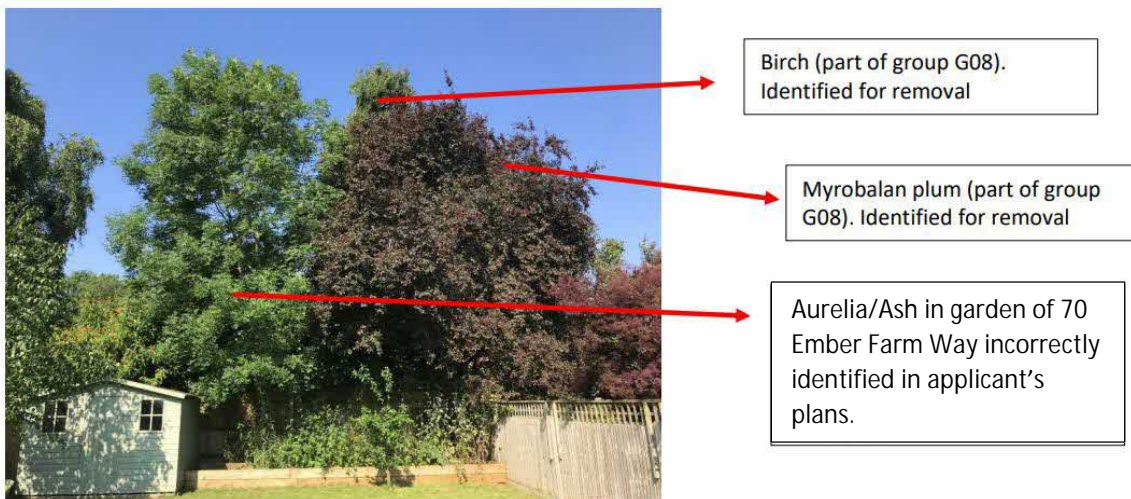 Birch (part of group G08).
Identified for removal
Myrobalan plum (part of group
G08). Identified for removal
Aurelia/Ash in garden of 70
Ember Farm Way incorrectly
identified in applicant's
plans.